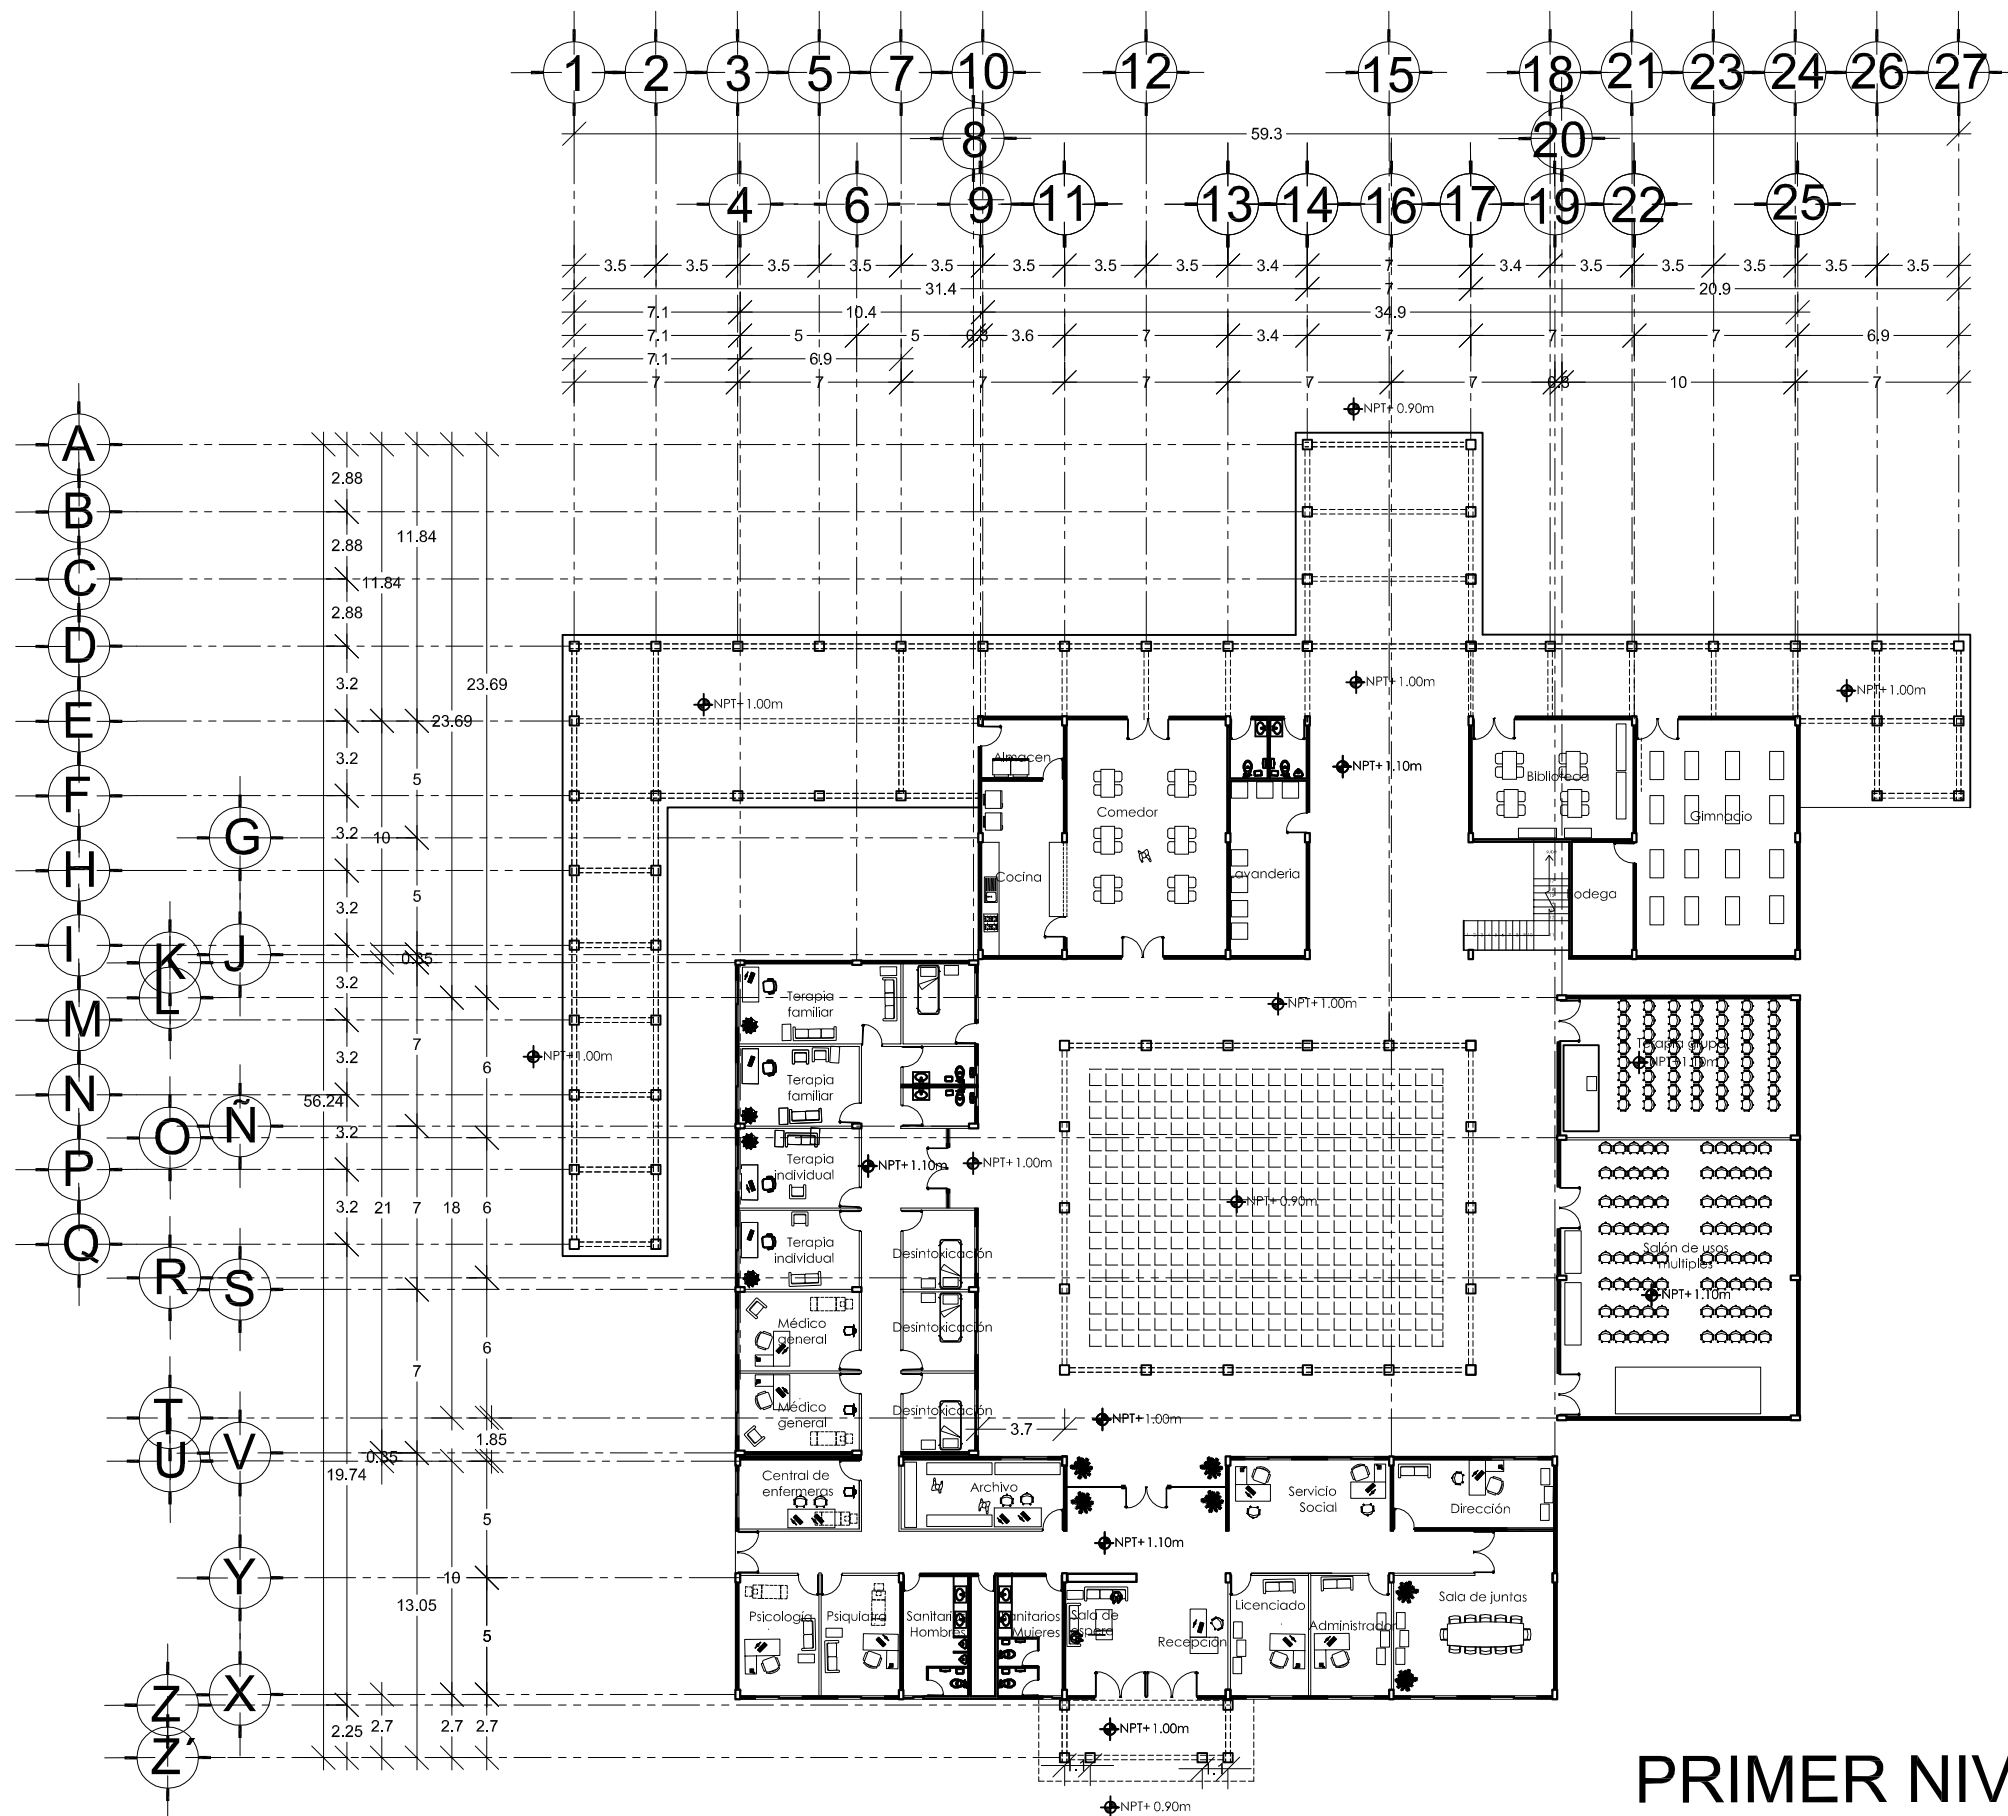 1 2 3 5 7 10 12 15 18 21 23 24 26 27
59.3
8 20
4 6 9 11 13 14 16 17 19 22 25
3.5 3.5 3.5 3.5 3.5 3.5 3.5 3.5 3.4 7 3.4 3.5 3.5 3.5 3.5 3.5
31.4 7 20.9
7.1 10.4 34.9
7.1 5 5 3.6 7 3.4 7 7 7 6.9
7.1 6.9
7 7 7 7 7 7 10 7
NPT+ 0.90m
A
2.88
B
11.84
2.88
C
11.84
2.88
D
3.2
23.69
NPT+1.00m
NPT+1.00m
NPT+1.00m
E
23.69
3.2
5
Almacen
NPT+1.10m
Biblioteca
F
Comedor
Gimnacio
G
3.2
10
H
Cocina
Lavanderia
3.2
5
I
K
J
3.2
L
Terapia
familiar
NPT+1.00m
M
7
Terapia grupal
NPT+1.10m
NPT+1.00m
3.2
6
Terapia
familiar
N
56.24
O
Ñ
3.2
Terapia
individual
NPT+1.10m
NPT+1.00m
P
3.2
21
7
18
6
NPT+0.90m
Q
Terapia
individual
Desintoxicación
Salón de usos
multiples
R
S
NPT+1.10m
Médico
general
Desintoxicación
6
7
T
Médico
general
Desintoxicación
3.7
NPT+1.00m
1.85
U
V
19.74
Central de
enfermeras
Archivo
Servicio
Social
Dirección
5
NPT+1.10m
Y
10
13.05
Psicología
Psiquiatra
Sanitarios
Hombres
Sanitarios
Mujeres
Sala de
espera
Recepción
Licenciado
Administrador
Sala de juntas
5
X
Z
2.25
2.7
2.7
2.7
NPT+1.00m
Z´
1.1
1.1
NPT+ 0.90m
PRIMER NIV